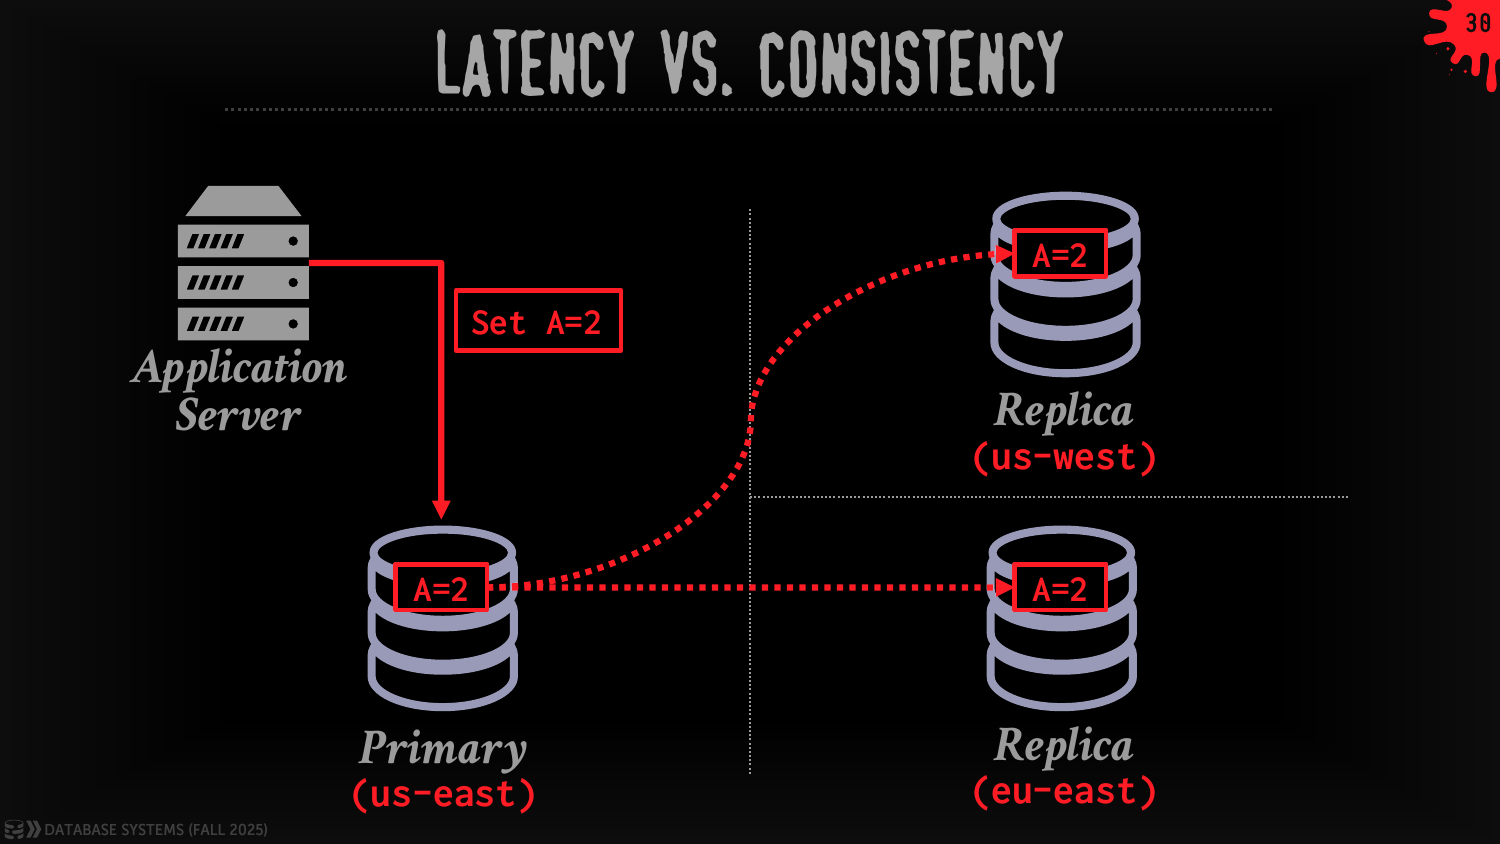 LATENCY VS. CONSISTENCY
30
Application
Server
Set A=2
A=2
Replica
(us-west)
A=2
Primary
(us-east)
A=2
Replica
(eu-east)
DATABASE SYSTEMS (FALL 2025)